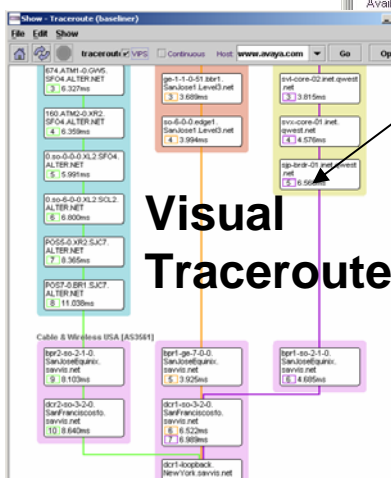 Avail
Show - Traceroute (baseliner)
File Edit Show
traceroute VPS Continuous Host www.avaya.com Go Op
674.ATM1-0.GW5.
SFO4.ALTER.NET
3 6.327ms
160.ATM2-0.XR2.
SFO4.ALTER.NET
4 6.359ms
0.so-0-0-0.XL2.SFO4.
ALTER.NET
5 5.991ms
0.so-6-0-0.XL2.SCL2.
ALTER.NET
6 6.800ms
POS5-0.XR2.SJC7.
ALTER.NET
7 8.365ms
POS7-0.BR1.SJC7.
ALTER.NET
8 11.038ms
ge-1-1-0-51.bbr1.
SanJose1.Level3.net
3 3.689ms
so-6-0-0.edge1.
SanJose1.Level3.net
4 3.994ms
svl-core-02.inet.qwest
.net
3 3.815ms
svx-core-01.inet.
qwest.net
4 4.576ms
sjp-brdr-01.inet.qwest
.net
Visual
Traceroute
Cable & Wireless USA [AS3561]
bpr2-so-2-1-0.
SanJoseEquinix.
savvis.net
9 8.103ms
dcr2-so-3-2-0.
SanFranciscosfo.
savvis.net
10 8.640ms
bpr1-ge-7-0-0.
SanJoseEquinix.
savvis.net
5 3.925ms
dcr1-so-3-2-0.
SanFranciscosfo.
savvis.net
6 6.522ms
7 6.989ms
dcr1-loopback.
NewYork.savvis.net
bpr1-so-2-1-0.
SanJoseEquinix.
savvis.net
6 4.685ms